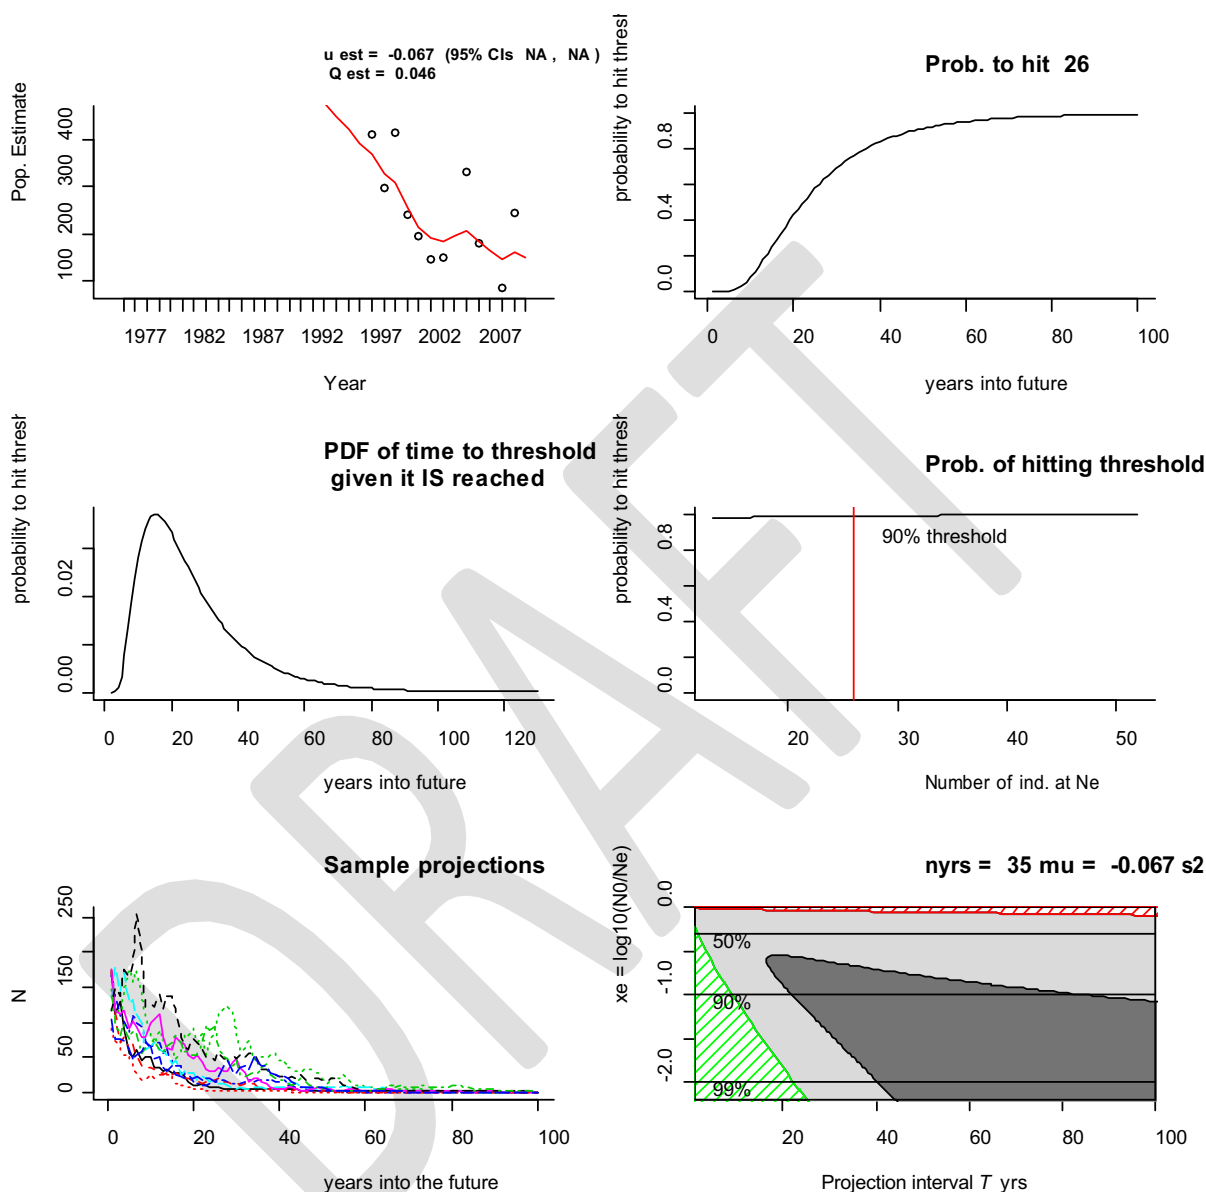 u est = -0.067 (95% CIs NA , NA )
Q est = 0.046
Pop. Estimate
100 200 300 400
1977 1982 1987 1992 1997 2002 2007
Year
Prob. to hit 26
probability to hit thresh
0.0 0.4 0.8
0 20 40 60 80 100
years into future
PDF of time to threshold
given it IS reached
probability to hit thresh
0.00 0.02
0 20 40 60 80 100 120
years into future
Prob. of hitting threshold
probability to hit thresh
0.0 0.4 0.8
90% threshold
20 30 40 50
Number of ind. at Ne
Sample projections
N
0 50 150 250
0 20 40 60 80 100
years into the future
nyrs = 35 mu = -0.067 s2
xe = log10(N0/Ne)
-2.0 -1.0 0.0
50%
90%
99%
20 40 60 80 100
Projection interval T yrs
DRAFT